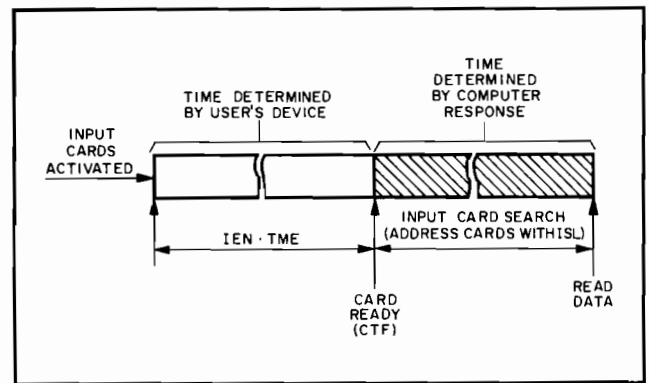 TIME DETERMINED
BY USER'S DEVICE
TIME
DETERMINED
BY COMPUTER
RESPONSE
INPUT
CARDS
ACTIVATED
IEN · TME
INPUT CARD SEARCH
(ADDRESS CARDS WITHISL)
CARD
READY
(CTF)
READ
DATA